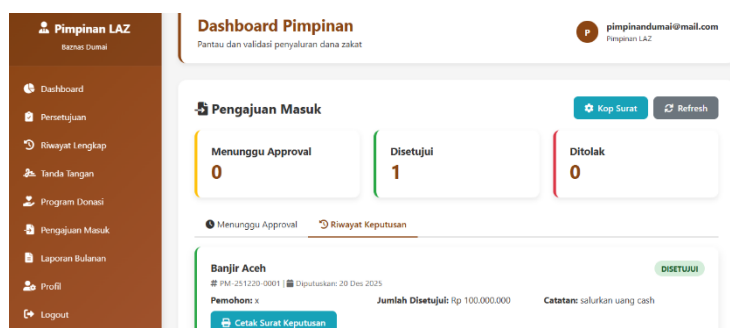 Pimpinan LAZ
Baznas Dumai
Dashboard
Persetujuan
Riwayat Lengkap
Tanda Tangan
Program Donasi
Pengajuan Masuk
Laporan Bulanan
Profil
Logout
Dashboard Pimpinan
Pantau dan validasi penyaluran dana zakat
P
pimpinandumai@mail.com
Pimpinan LAZ
Pengajuan Masuk
Kop Surat
Refresh
Menunggu Approval
0
Disetujui
1
Ditolak
0
Menunggu Approval
Riwayat Keputusan
Banjir Aceh
DISETUJUI
# PM-251220-0001 | Diputuskan: 20 Des 2025
Pemohon: x
Jumlah Disetujui: Rp 100.000.000
Catatan: salurkan uang cash
Cetak Surat Keputusan